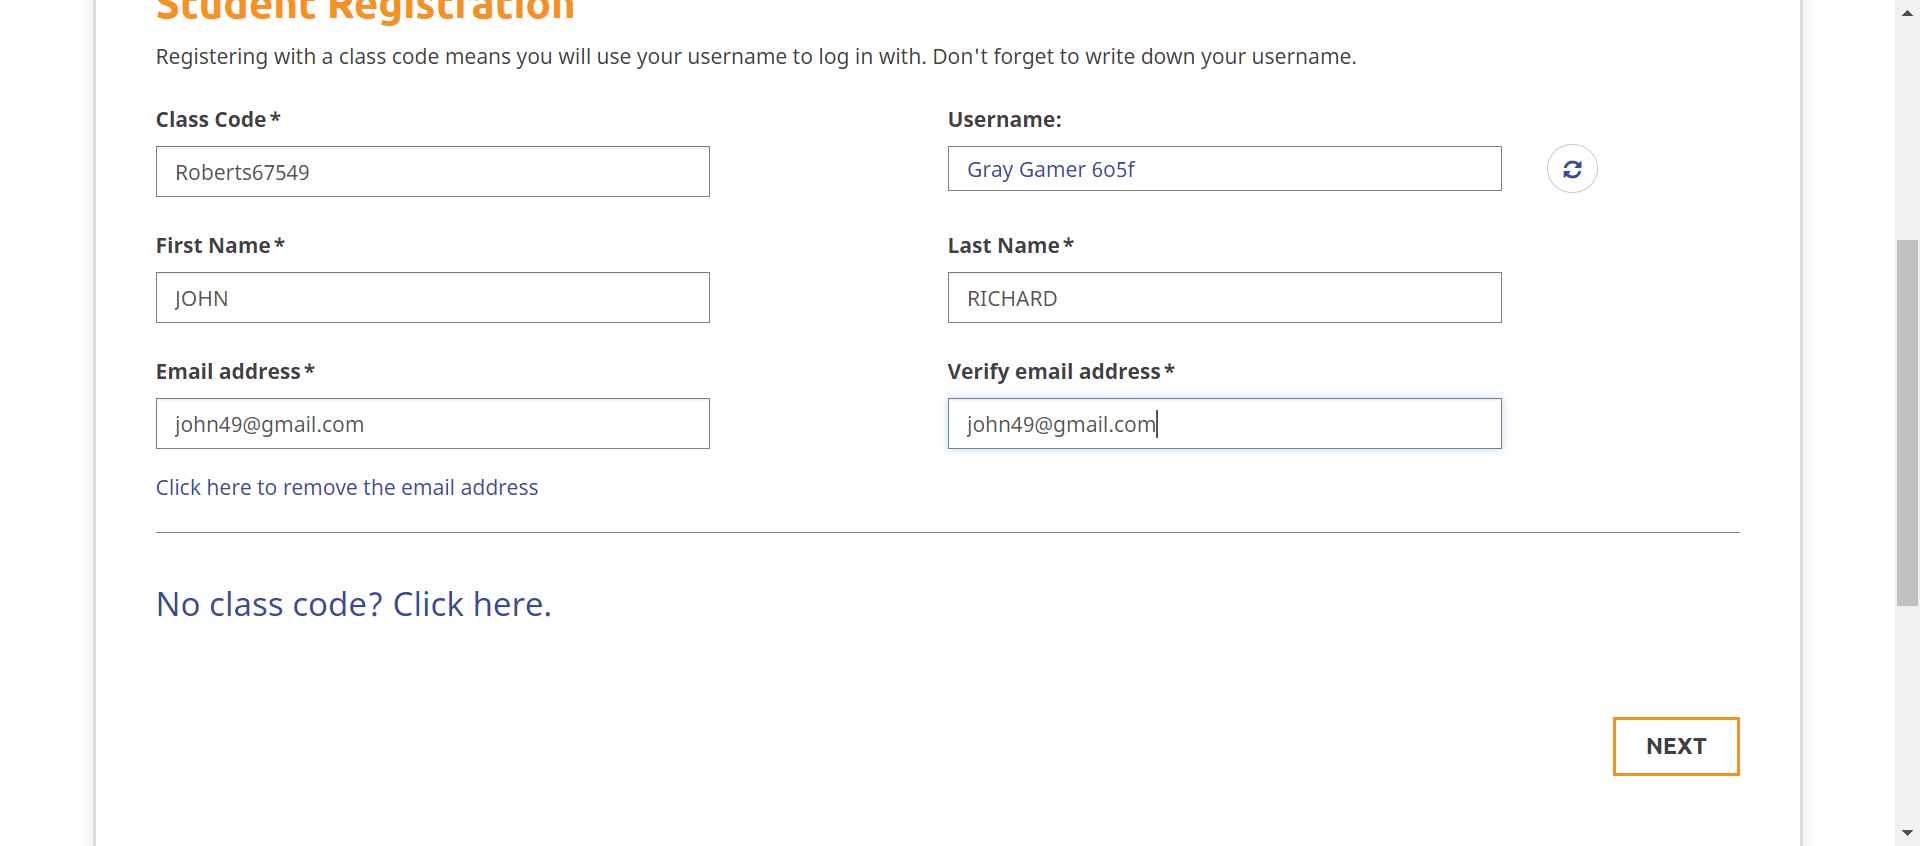 Student Registration
Registering with a class code means you will use your username to log in with. Don't forget to write down your username.
Class Code*
Username:
Roberts67549
Gray Gamer 6o5f
First Name*
Last Name*
JOHN
RICHARD
Email address*
Verify email address*
john49@gmail.com
john49@gmail.com
Click here to remove the email address
No class code? Click here.
NEXT